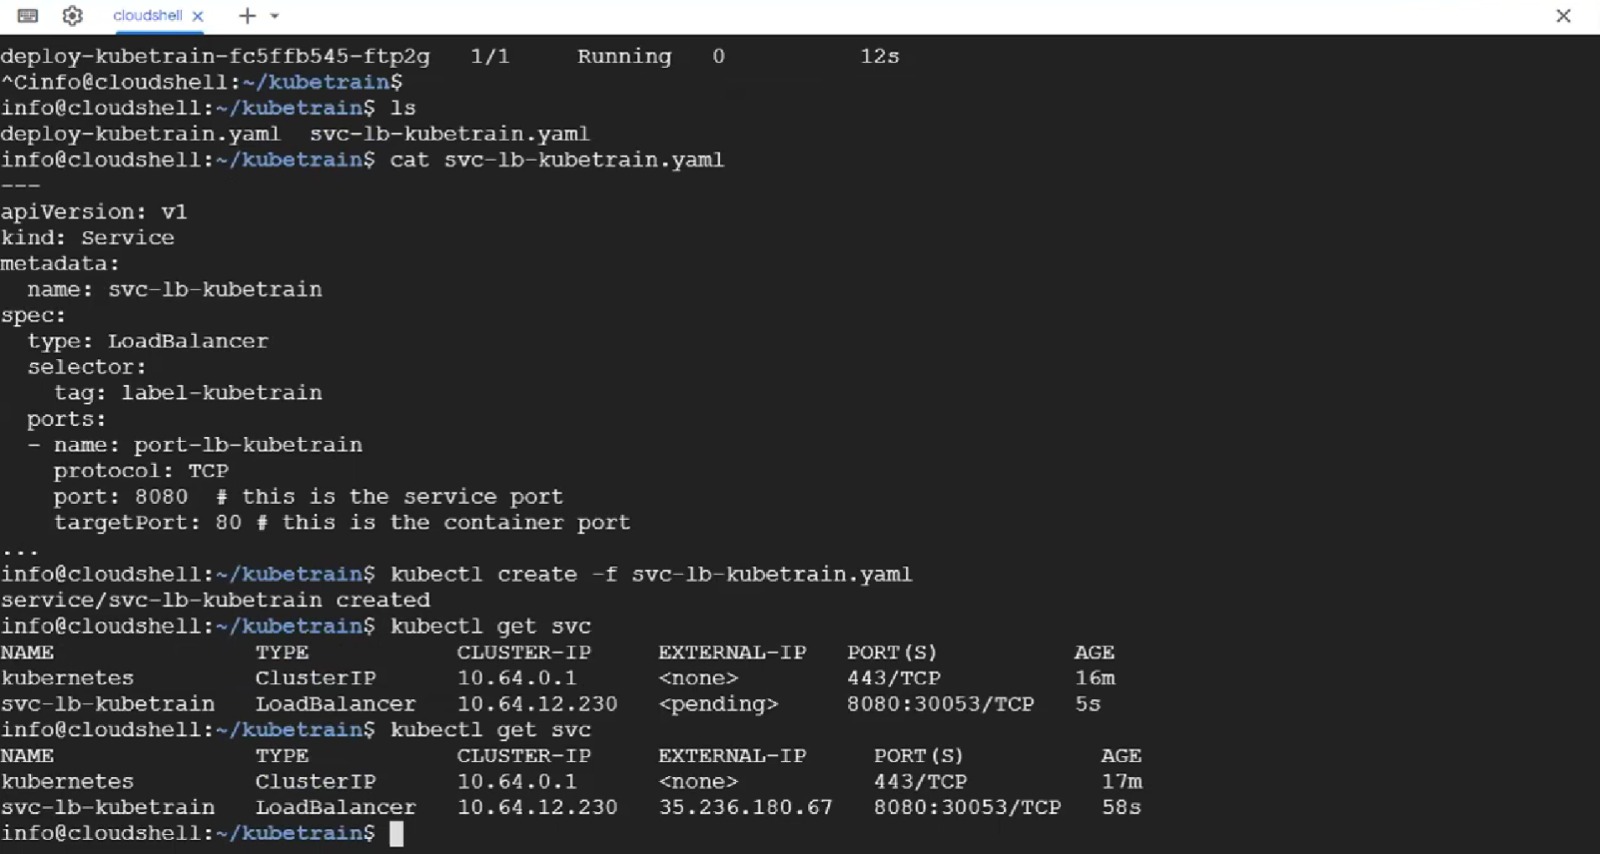 cloudshell
deploy-kubetrain-fc5ffb545-ftp2g   1/1     Running   0          12s
^Cinfo@cloudshell:~/kubetrain$
info@cloudshell:~/kubetrain$ ls
deploy-kubetrain.yaml  svc-lb-kubetrain.yaml
info@cloudshell:~/kubetrain$ cat svc-lb-kubetrain.yaml
---
apiVersion: v1
kind: Service
metadata:
  name: svc-lb-kubetrain
spec:
  type: LoadBalancer
  selector:
    tag: label-kubetrain
  ports:
  - name: port-lb-kubetrain
    protocol: TCP
    port: 8080  # this is the service port
    targetPort: 80 # this is the container port
...
info@cloudshell:~/kubetrain$ kubectl create -f svc-lb-kubetrain.yaml
service/svc-lb-kubetrain created
info@cloudshell:~/kubetrain$ kubectl get svc
NAME               TYPE           CLUSTER-IP     EXTERNAL-IP   PORT(S)          AGE
kubernetes         ClusterIP      10.64.0.1      <none>        443/TCP          16m
svc-lb-kubetrain   LoadBalancer   10.64.12.230   <pending>     8080:30053/TCP   5s
info@cloudshell:~/kubetrain$ kubectl get svc
NAME               TYPE           CLUSTER-IP     EXTERNAL-IP     PORT(S)          AGE
kubernetes         ClusterIP      10.64.0.1      <none>          443/TCP          17m
svc-lb-kubetrain   LoadBalancer   10.64.12.230   35.236.180.67   8080:30053/TCP   58s
info@cloudshell:~/kubetrain$